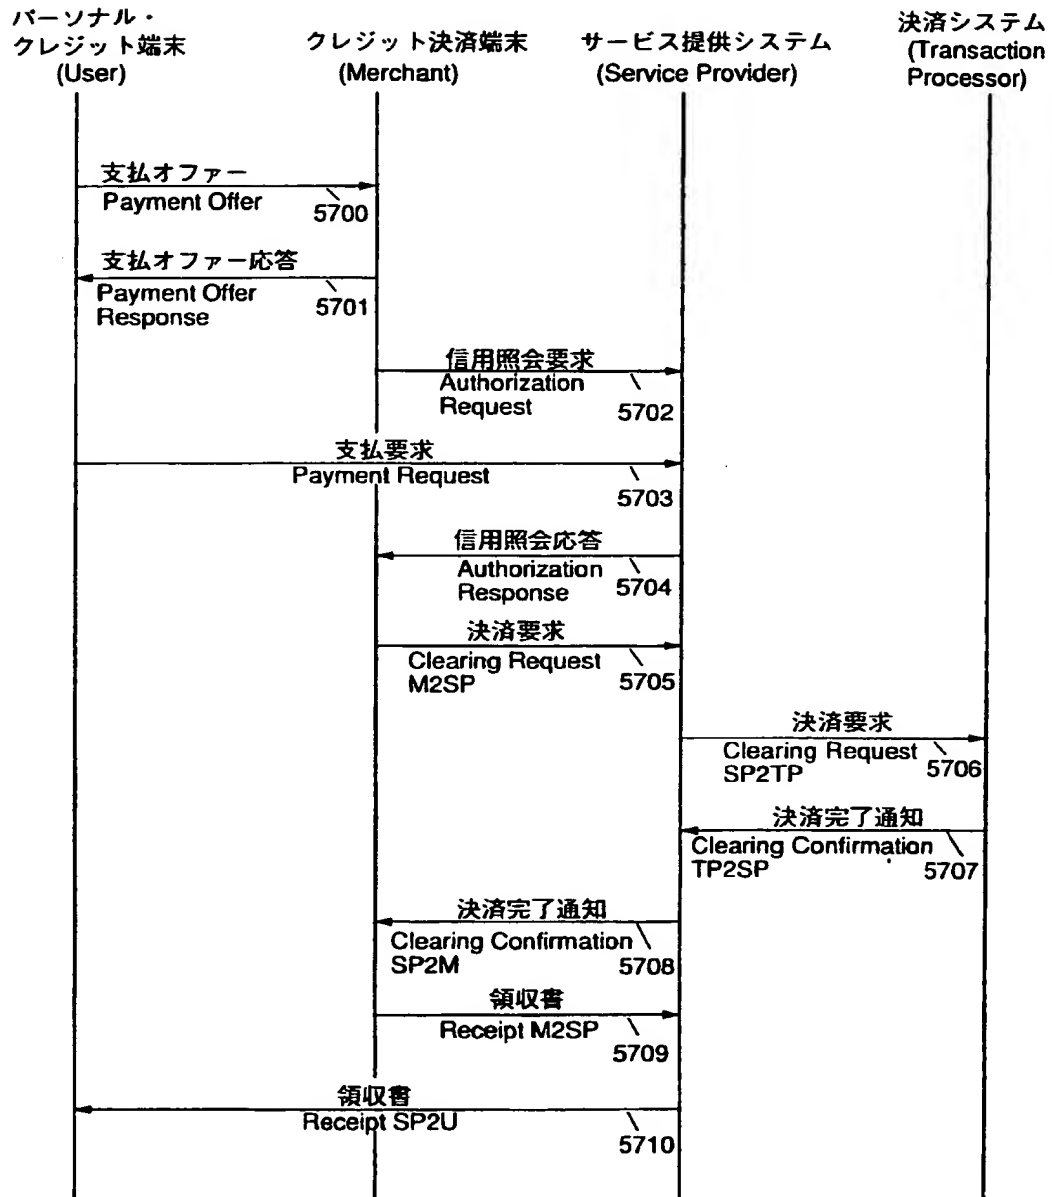 パーソナル・
クレジット端末
(User)
クレジット決済端末
(Merchant)
サービス提供システム
(Service Provider)
決済システム
(Transaction
Processor)
支払オファー
Payment Offer
5700
支払オファー応答
Payment Offer
Response
5701
信用照会要求
Authorization
Request
5702
支払要求
Payment Request
5703
信用照会応答
Authorization
Response
5704
決済要求
Clearing Request
M2SP
5705
決済要求
Clearing Request
SP2TP
5706
決済完了通知
Clearing Confirmation
TP2SP
5707
決済完了通知
Clearing Confirmation
SP2M
5708
領収書
Receipt M2SP
5709
領収書
Receipt SP2U
5710